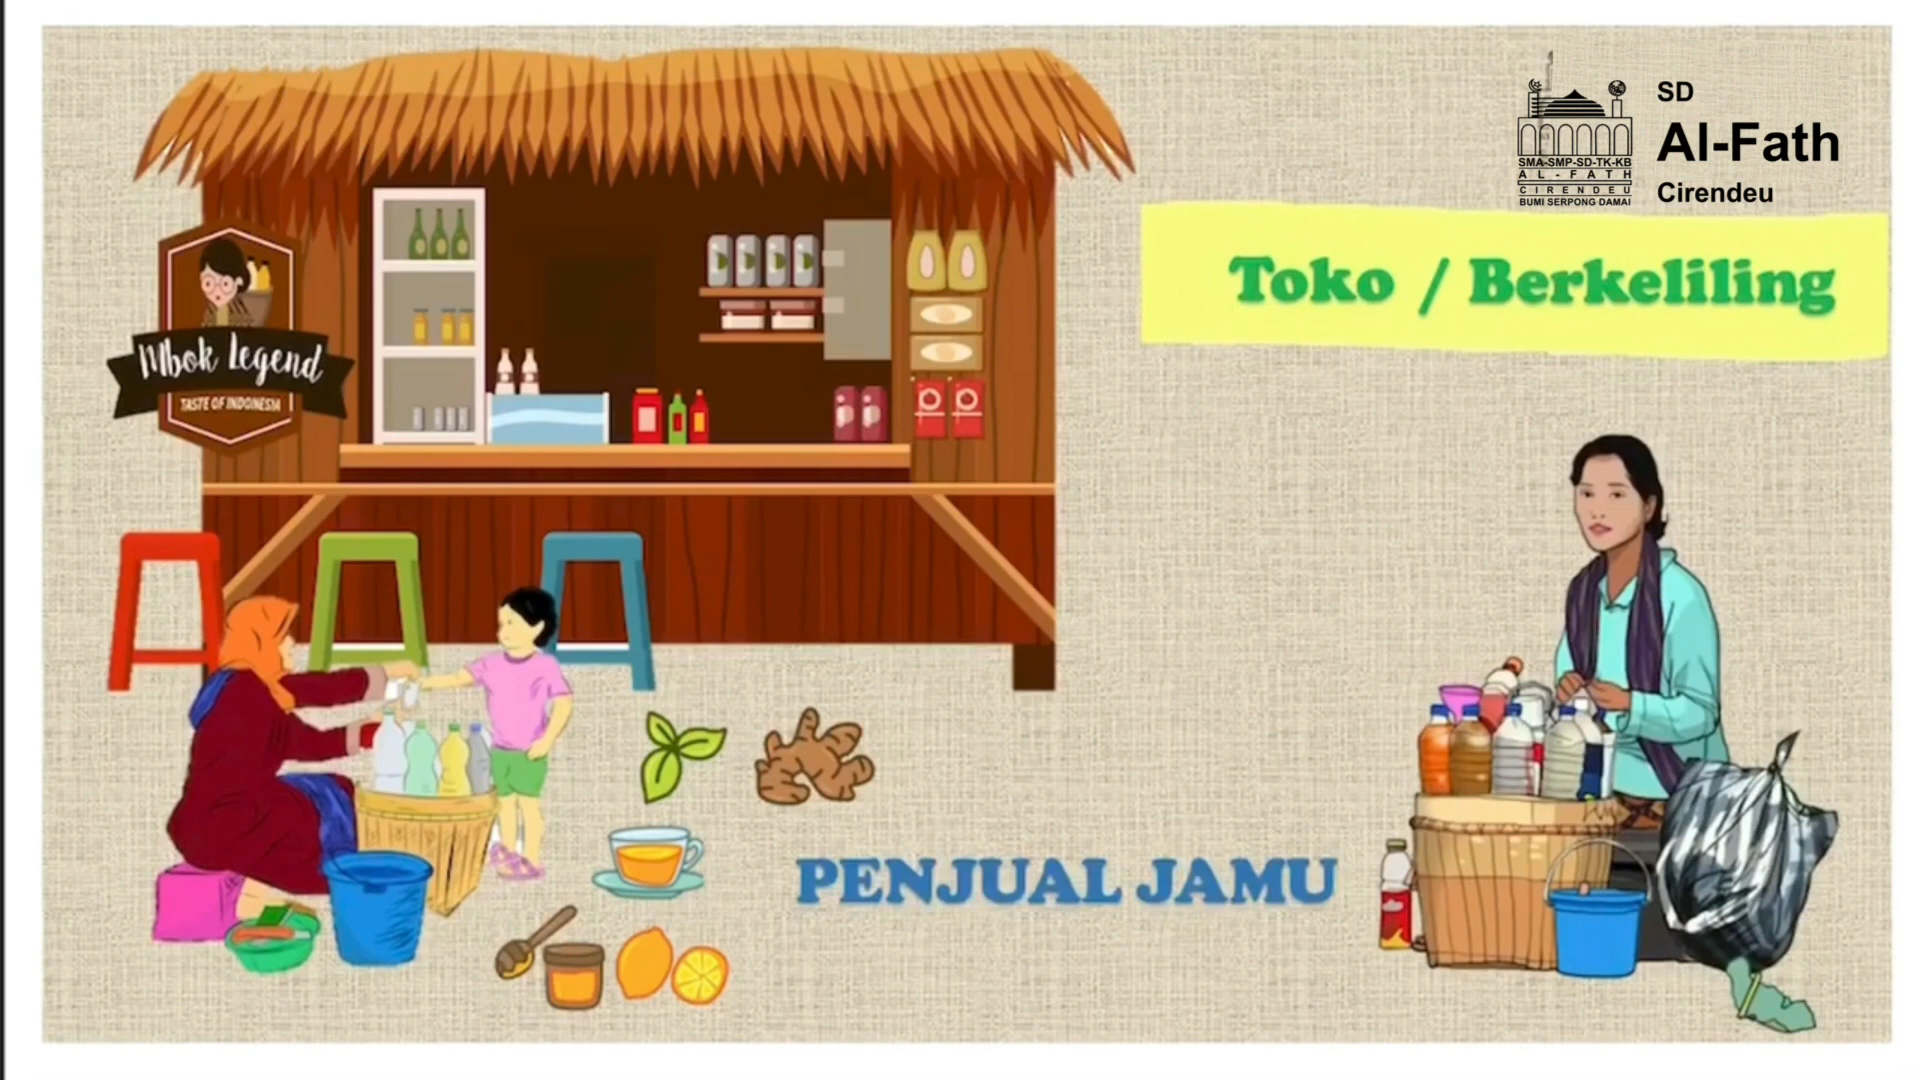 SD
Al-Fath
Cirendeu
SMA-SMP-SD-TK-KB
AL-FATH
CIRENDEU
BUMI SERPONG DAMAI
Toko / Berkeliling
Mbok Legend
TASTE OF INDONESIA
PENJUAL JAMU